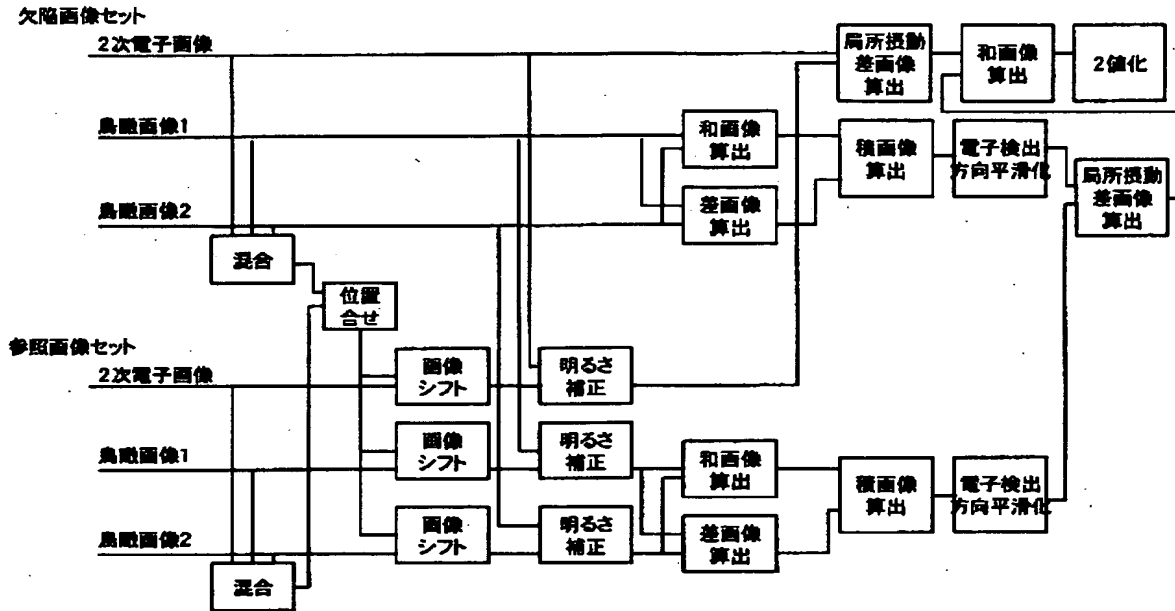 欠陥画像セット
2次電子画像
局所摂動
差画像
算出
和画像
算出
2値化
鳥瞰画像1
和画像
算出
積画像
算出
電子検出
方向平滑化
局所摂動
差画像
算出
鳥瞰画像2
差画像
算出
混合
位置
合せ
参照画像セット
2次電子画像
画像
シフト
明るさ
補正
鳥瞰画像1
画像
シフト
明るさ
補正
和画像
算出
積画像
算出
電子検出
方向平滑化
鳥瞰画像2
画像
シフト
明るさ
補正
差画像
算出
混合